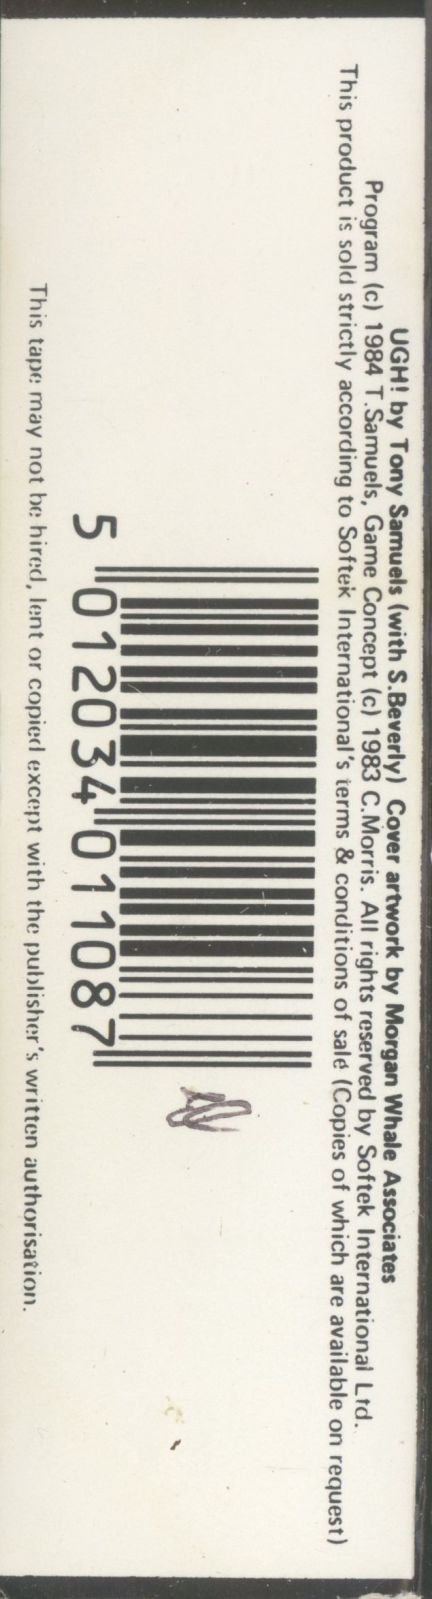 UGH! by Tony Samuels (with S.Beverly) Cover artwork by Morgan Whale Associates
Program (c) 1984 T.Samuels, Game Concept (c) 1983 C.Morris. All rights reserved by Softek International Ltd.
This product is sold strictly according to Softek International's terms & conditions of sale (Copies of which are available on request)
5 012034 011087
This tape may not be hired, lent or copied except with the publisher's written authorisation.